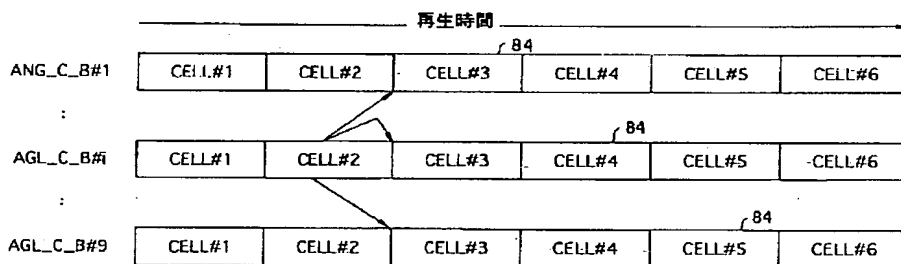 再生時間
84
ANG_C_B#1 CELL#1 CELL#2 CELL#3 CELL#4 CELL#5 CELL#6
:
84
AGL_C_B#i CELL#1 CELL#2 CELL#3 CELL#4 CELL#5 CELL#6
:
84
AGL_C_B#9 CELL#1 CELL#2 CELL#3 CELL#4 CELL#5 CELL#6